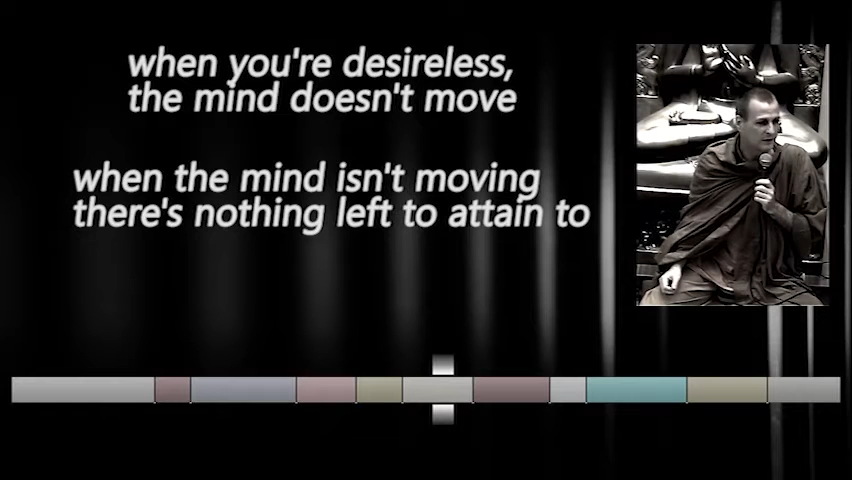 when you're desireless,
the mind doesn't move
when the mind isn't moving
there's nothing left to attain to